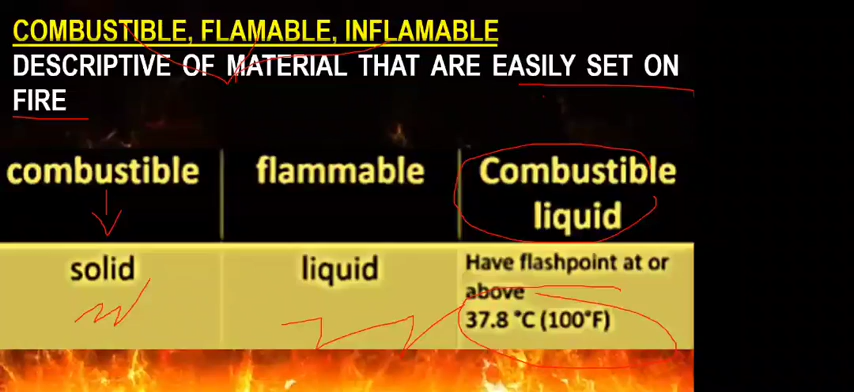 COMBUSTIBLE, FLAMABLE, INFLAMABLE
DESCRIPTIVE OF MATERIAL THAT ARE EASILY SET ON
FIRE
combustible
flammable
Combustible
liquid
solid
liquid
Have flashpoint at or
above
37.8 °C (100°F)